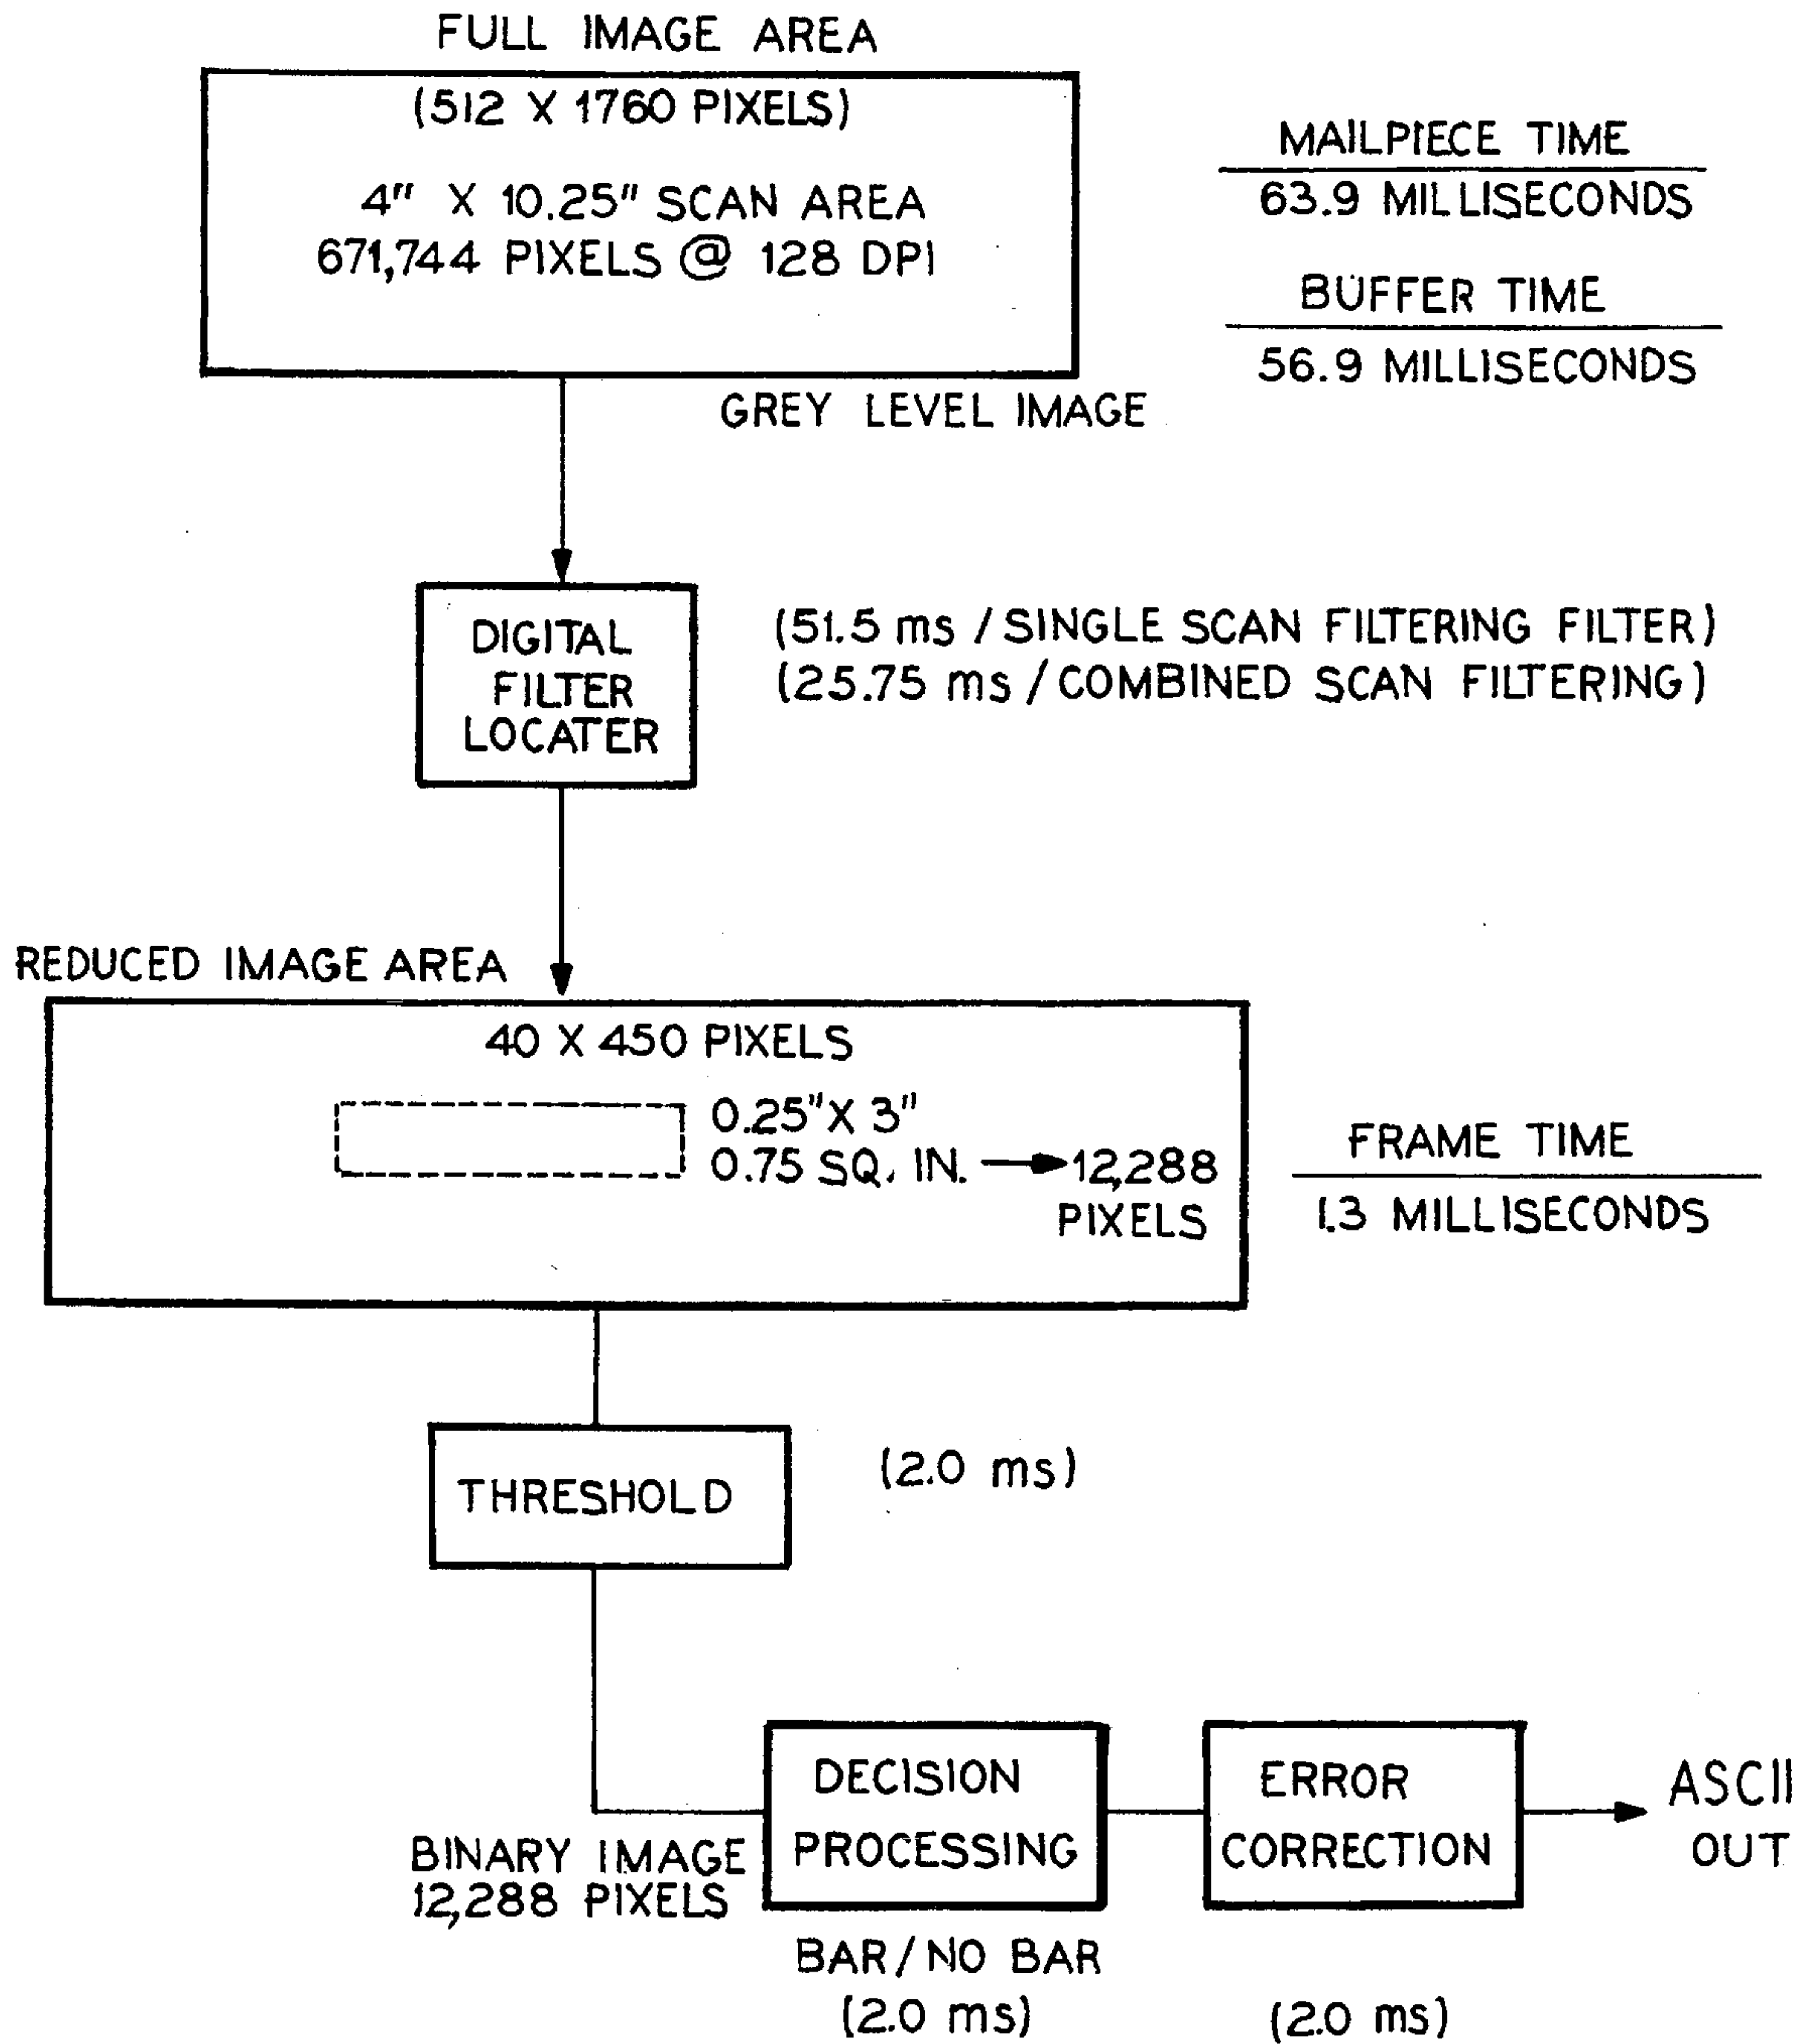 FULL IMAGE AREA
(512 X 1760 PIXELS)
4" X 10.25" SCAN AREA
671,744 PIXELS @ 128 DPI
MAILPIECE TIME
63.9 MILLISECONDS
BUFFER TIME
56.9 MILLISECONDS
GREY LEVEL IMAGE
DIGITAL
FILTER
LOCATER
(51.5 ms / SINGLE SCAN FILTERING FILTER)
(25.75 ms / COMBINED SCAN FILTERING)
REDUCED IMAGE AREA
40 X 450 PIXELS
0.25" X 3"
0.75 SQ. IN. → 12,288
PIXELS
FRAME TIME
1.3 MILLISECONDS
THRESHOLD
(2.0 ms)
BINARY IMAGE
12,288 PIXELS
DECISION
PROCESSING
BAR / NO BAR
(2.0 ms)
ERROR
CORRECTION
(2.0 ms)
ASCII
OUT